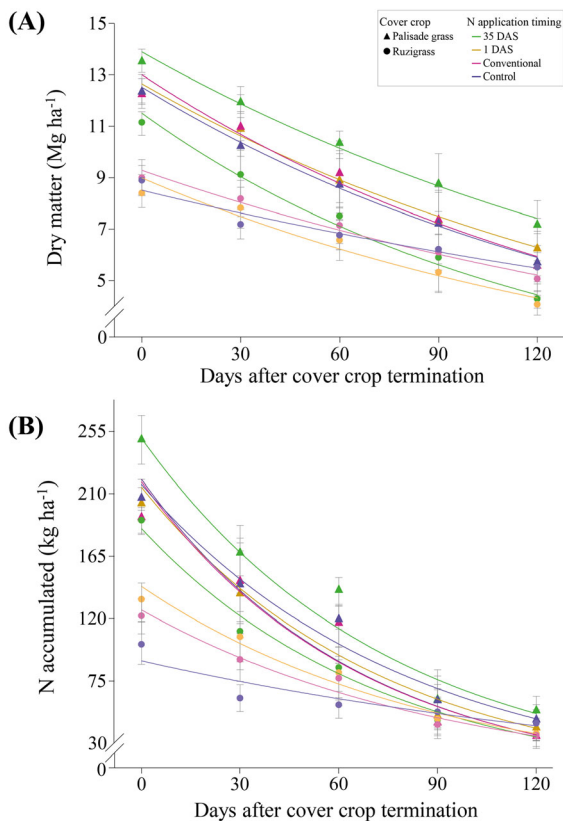 (A)
Cover crop
Palisade grass
Ruzigrass
N application timing
35 DAS
1 DAS
Conventional
Control
Dry matter (Mg ha-1)
15
13
11
9
7
5
0
0 30 60 90 120
Days after cover crop termination
(B)
N accumulated (kg ha-1)
255
210
165
120
75
30
0
0 30 60 90 120
Days after cover crop termination